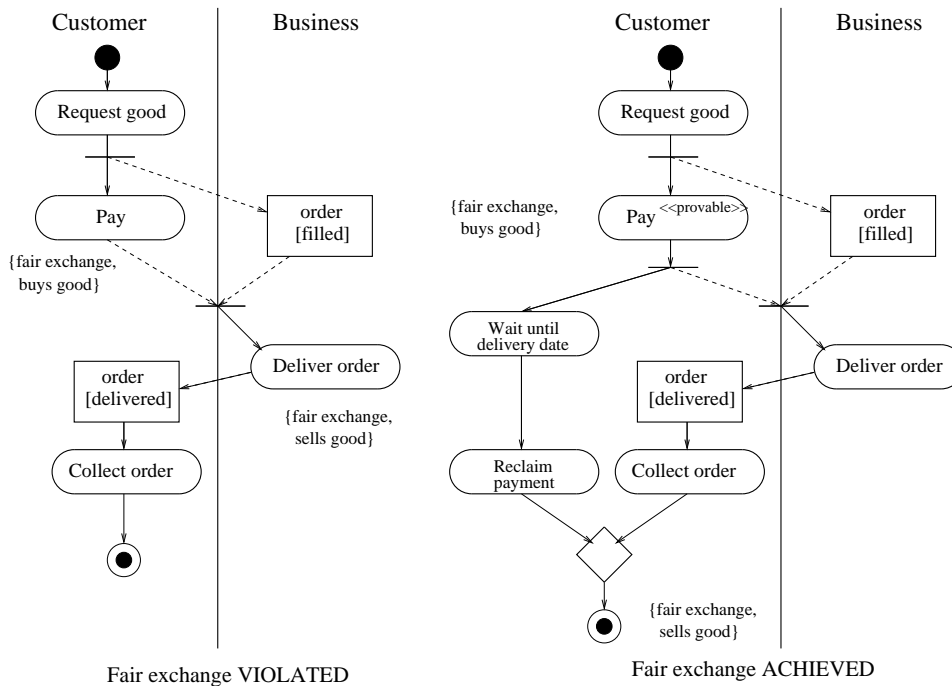 Customer
Business
Request good
Pay
order
[filled]
{fair exchange,
buys good}
Deliver order
order
[delivered]
{fair exchange,
sells good}
Collect order
Fair exchange VIOLATED
Customer
Business
Request good
{fair exchange,
buys good}
Pay <<provable>>
order
[filled]
Wait until
delivery date
Deliver order
order
[delivered]
Reclaim
payment
Collect order
{fair exchange,
sells good}
Fair exchange ACHIEVED